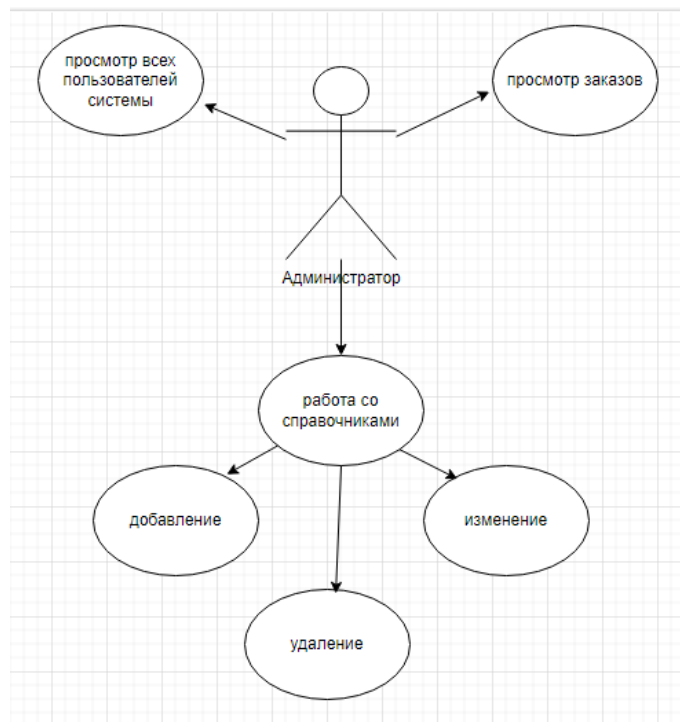 просмотр всех
пользователей
системы
просмотр заказов
Администратор
работа со
справочниками
добавление
изменение
удаление